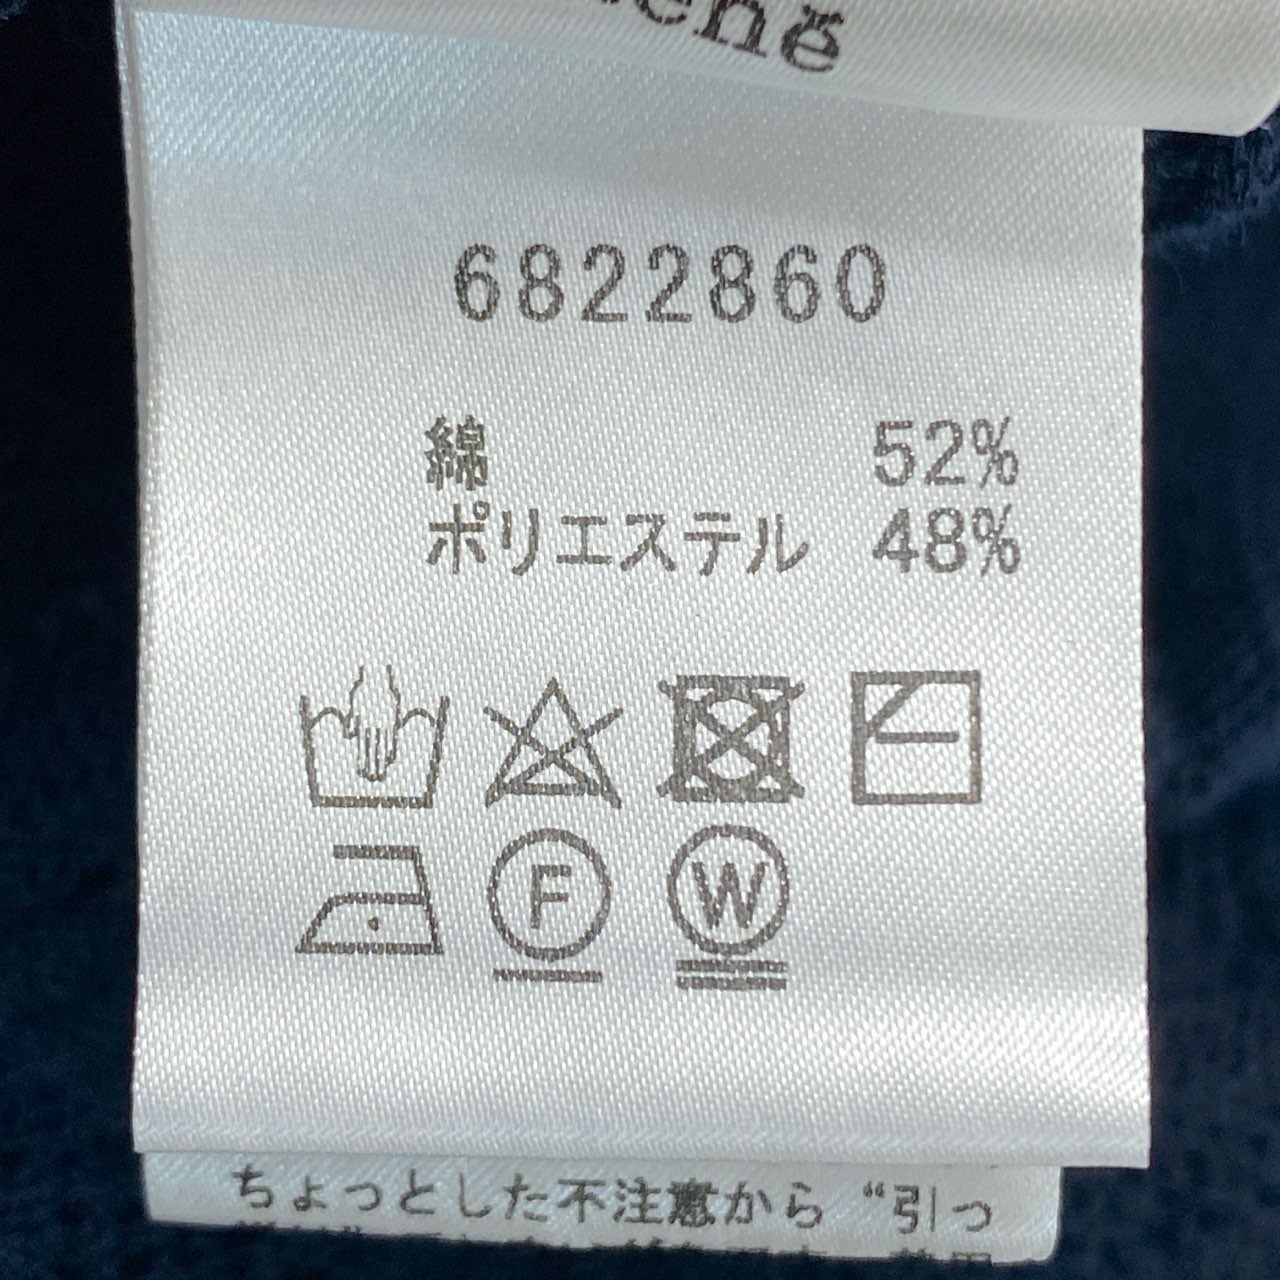 eng
6822860
綿 52%
ポリエステル 48%
F W
ちょっとした不注意から“引っ